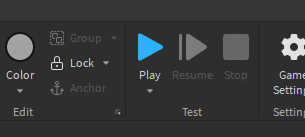 Color
Group
Lock
Anchor
Edit
Play
Resume
Stop
Test
Game
Setting
Setting